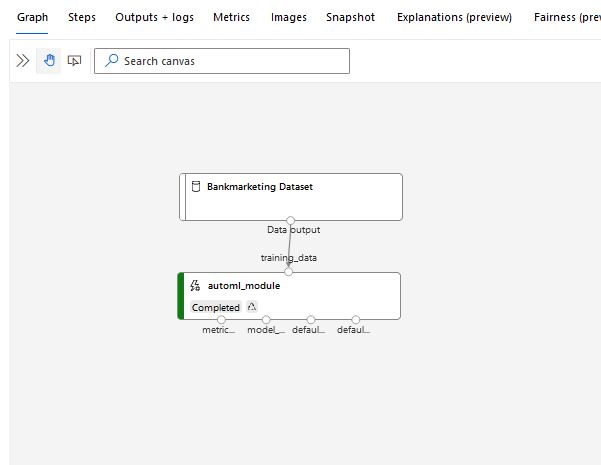 Graph Steps Outputs + logs Metrics Images Snapshot Explanations (preview) Fairness (prev
Search canvas
Bankmarketing Dataset
Data output
training_data
automl_module
Completed
metric... model_... defaul... defaul...